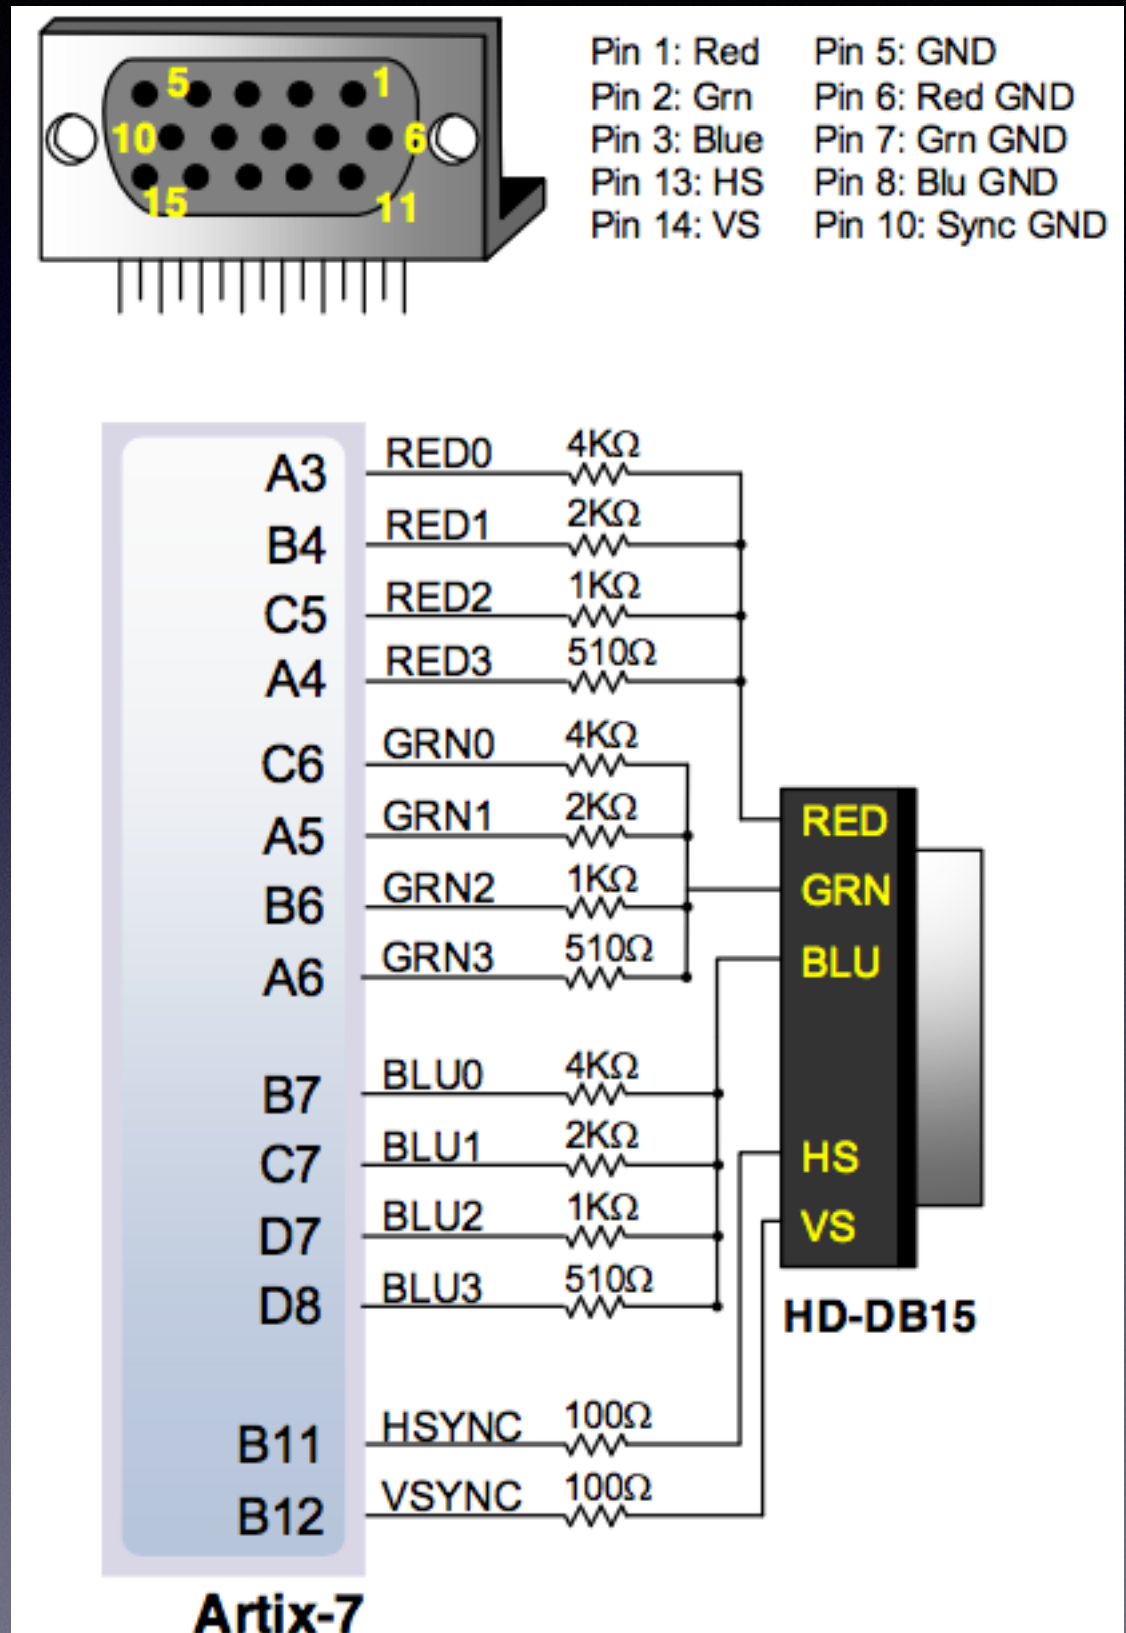 5 1
10 6
15 11
Pin 1: Red Pin 5: GND
Pin 2: Grn Pin 6: Red GND
Pin 3: Blue Pin 7: Grn GND
Pin 13: HS Pin 8: Blu GND
Pin 14: VS Pin 10: Sync GND
A3 RED0 4KΩ
B4 RED1 2KΩ
C5 RED2 1KΩ
A4 RED3 510Ω
C6 GRN0 4KΩ
A5 GRN1 2KΩ
B6 GRN2 1KΩ
A6 GRN3 510Ω
B7 BLU0 4KΩ
C7 BLU1 2KΩ
D7 BLU2 1KΩ
D8 BLU3 510Ω
B11 HSYNC 100Ω
B12 VSYNC 100Ω
Artix-7
RED
GRN
BLU
HS
VS
HD-DB15